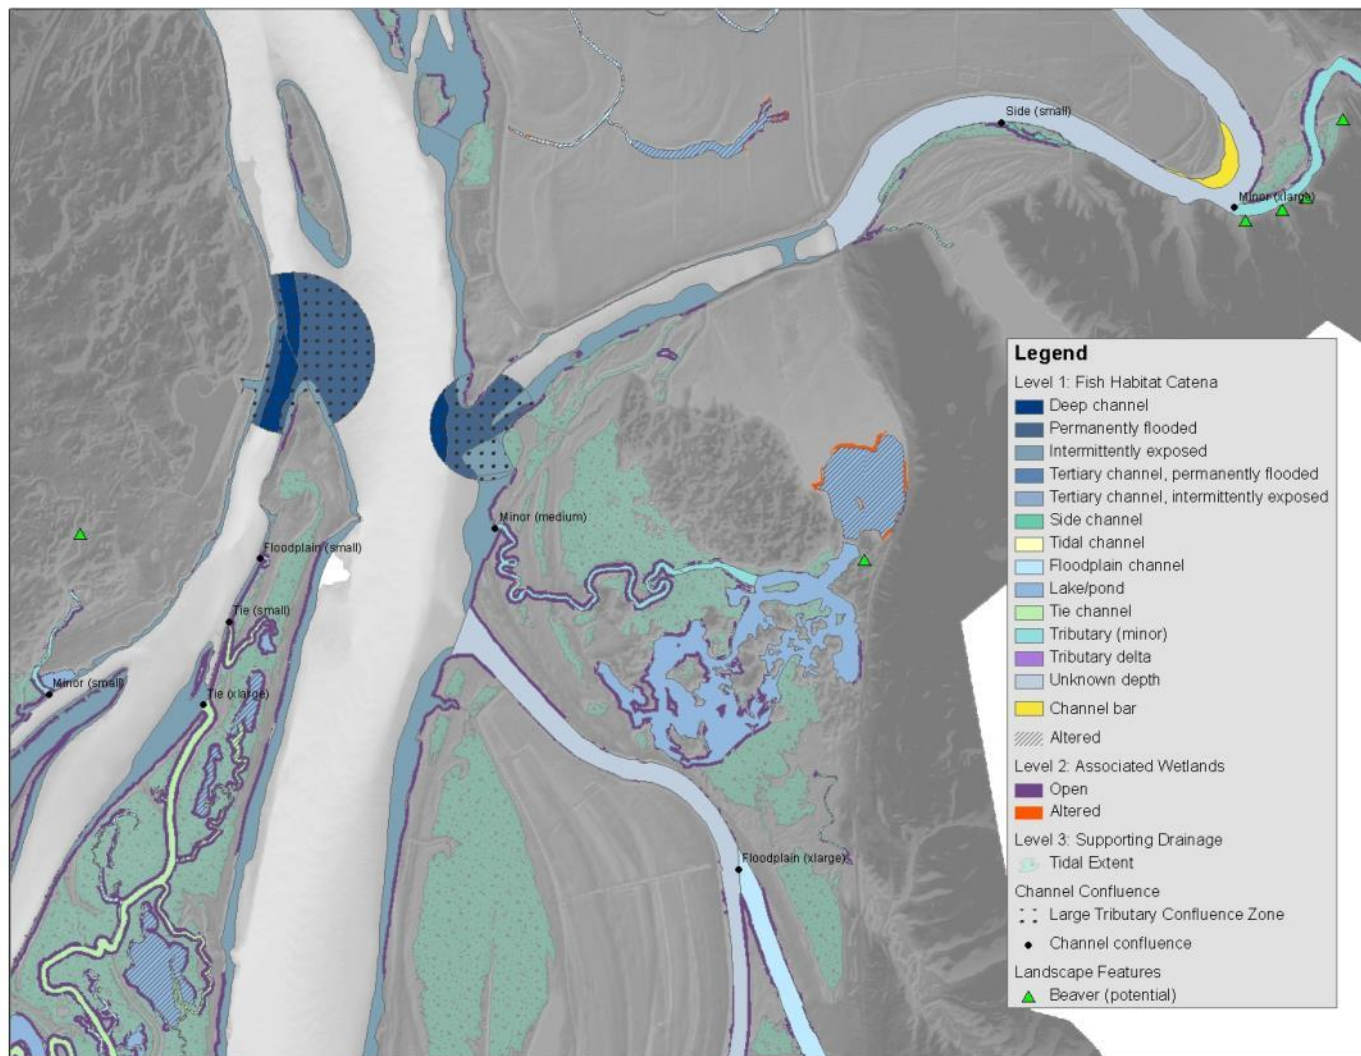 Side (small)
Minor (xlarge)
Minor (medium)
Floodplain (small)
Tie (small)
Minor (small)
Tie (xlarge)
Floodplain (xlarge)
Legend
Level 1: Fish Habitat Catena
Deep channel
Permanently flooded
Intermittently exposed
Tertiary channel, permanently flooded
Tertiary channel, intermittently exposed
Side channel
Tidal channel
Floodplain channel
Lake/pond
Tie channel
Tributary (minor)
Tributary delta
Unknown depth
Channel bar
Altered
Level 2: Associated Wetlands
Open
Altered
Level 3: Supporting Drainage
Tidal Extent
Channel Confluence
Large Tributary Confluence Zone
Channel confluence
Landscape Features
Beaver (potential)